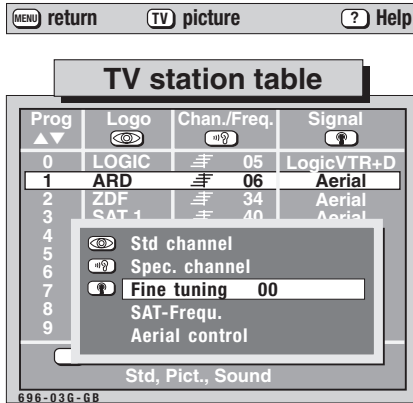 MENU return TV picture ? Help
TV station table
Prog Logo Chan./Freq. Signal
0 LOGIC 05 LogicVTR+D
1 ARD 06 Aerial
2 ZDF 34 Aerial
3 SAT 1 40 Aerial
4
5
6
7
8
9
Std channel
Spec. channel
Fine tuning 00
SAT-Frequ.
Aerial control
Std, Pict., Sound
696-03G-GB